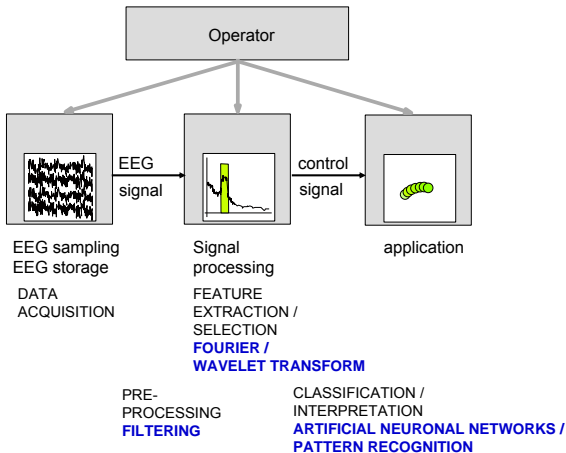 Operator
EEG
signal
control
signal
EEG sampling
EEG storage
Signal
processing
application
DATA
ACQUISITION
FEATURE
EXTRACTION /
SELECTION
FOURIER /
WAVELET TRANSFORM
PRE-
PROCESSING
FILTERING
CLASSIFICATION /
INTERPRETATION
ARTIFICIAL NEURONAL NETWORKS /
PATTERN RECOGNITION